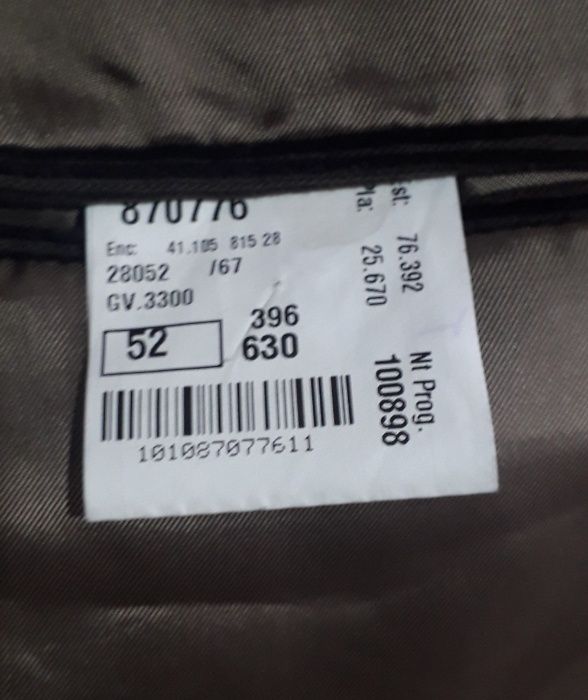 870776
Enc: 41.105 815 28
28052 /67
GV.3300
396
52 630
101087077611
st: 76.392
la: 25.670
Nt Prog.
100898